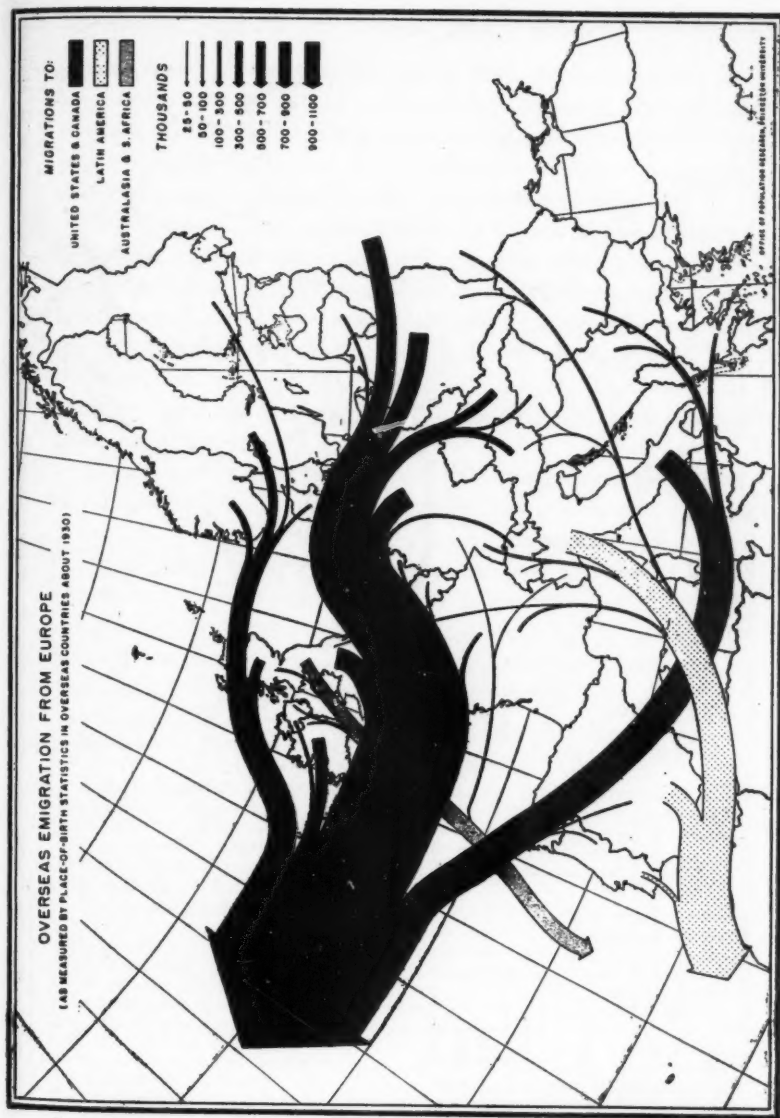 OVERSEAS EMIGRATION FROM EUROPE
(AS MEASURED BY PLACE-OF-BIRTH STATISTICS IN OVERSEAS COUNTRIES ABOUT 1930)
MIGRATIONS TO:
UNITED STATES & CANADA
LATIN AMERICA
AUSTRALASIA & S. AFRICA
THOUSANDS
25-50
50-100
100-300
300-500
500-700
700-900
900-1100
OFFICE OF POPULATION RESEARCH, PRINCETON UNIVERSITY